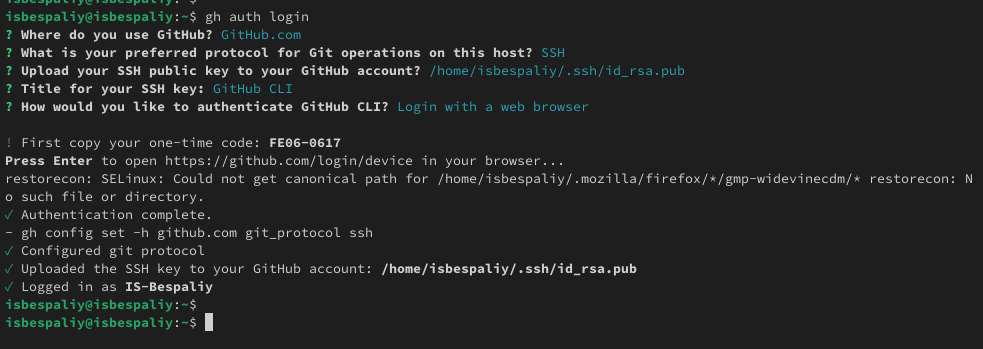 isbespaliy@isbespaliy:~$
isbespaliy@isbespaliy:~$ gh auth login
? Where do you use GitHub? GitHub.com
? What is your preferred protocol for Git operations on this host? SSH
? Upload your SSH public key to your GitHub account? /home/isbespaliy/.ssh/id_rsa.pub
? Title for your SSH key: GitHub CLI
? How would you like to authenticate GitHub CLI? Login with a web browser
! First copy your one-time code: FE06-0617
Press Enter to open https://github.com/login/device in your browser...
restorecon: SELinux: Could not get canonical path for /home/isbespaliy/.mozilla/firefox/*/gmp-widevinecdm/* restorecon: N
o such file or directory.
✓ Authentication complete.
- gh config set -h github.com git_protocol ssh
✓ Configured git protocol
✓ Uploaded the SSH key to your GitHub account: /home/isbespaliy/.ssh/id_rsa.pub
✓ Logged in as IS-Bespaliy
isbespaliy@isbespaliy:~$
isbespaliy@isbespaliy:~$